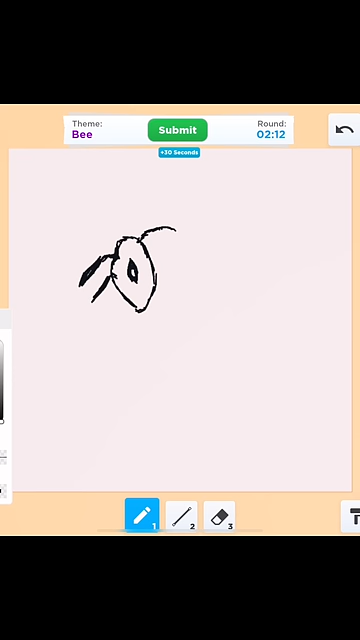 Theme:
Bee
Submit
Round:
02:12
+30 Seconds
1
2
3